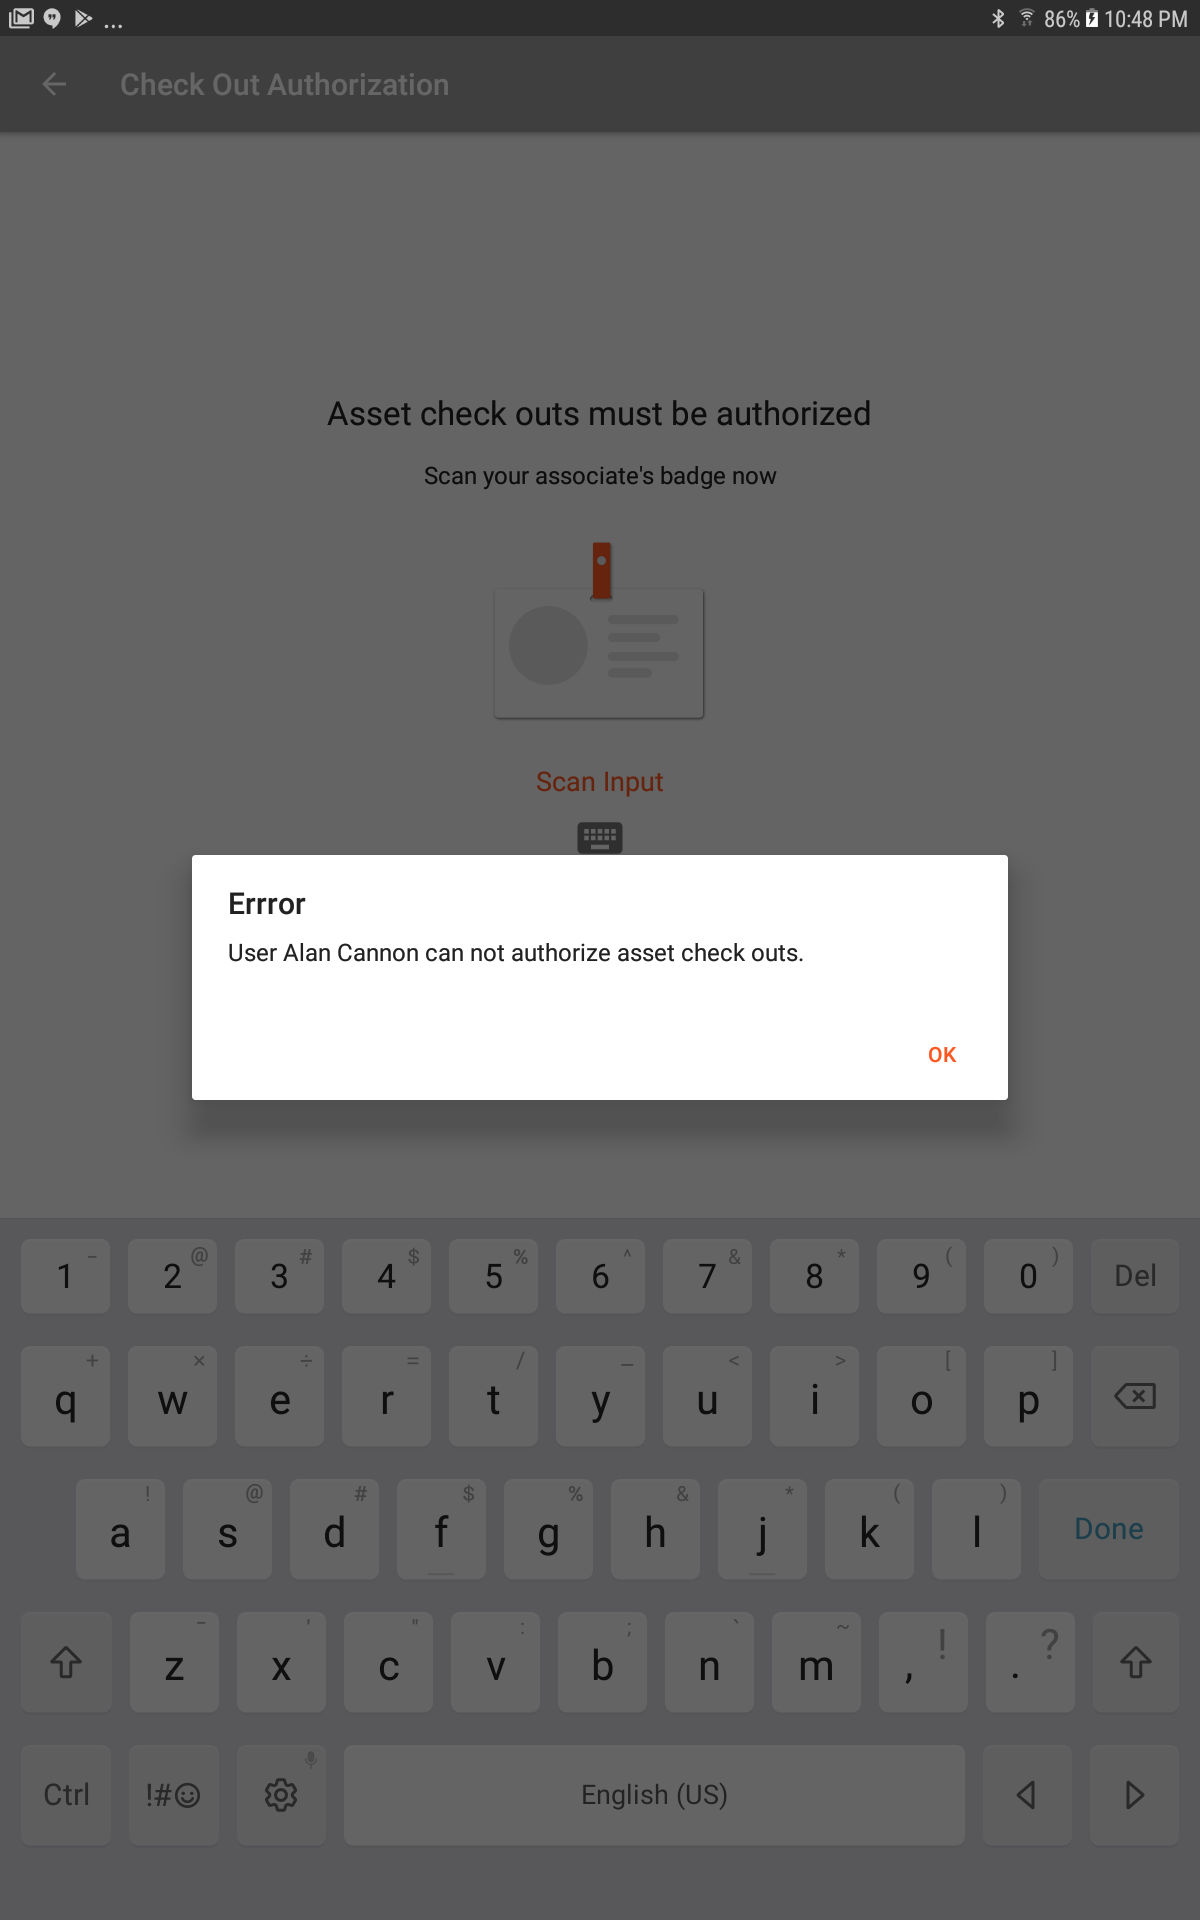 ... 86% 10:48 PM
Check Out Authorization
Asset check outs must be authorized
Scan your associate's badge now
Scan Input
Errror
User Alan Cannon can not authorize asset check outs.
OK
1 - 2 @ 3 # 4 $ 5 % 6 ^ 7 & 8 * 9 ( 0 ) Del
q + w × e ÷ r = t / y _ u < i > o [ p ]
a ! s @ d # f $ g % h & j * k ( l ) Done
z - x ' c " v : b ; n ` m ~ , ! . ?
Ctrl !#☺ English (US)